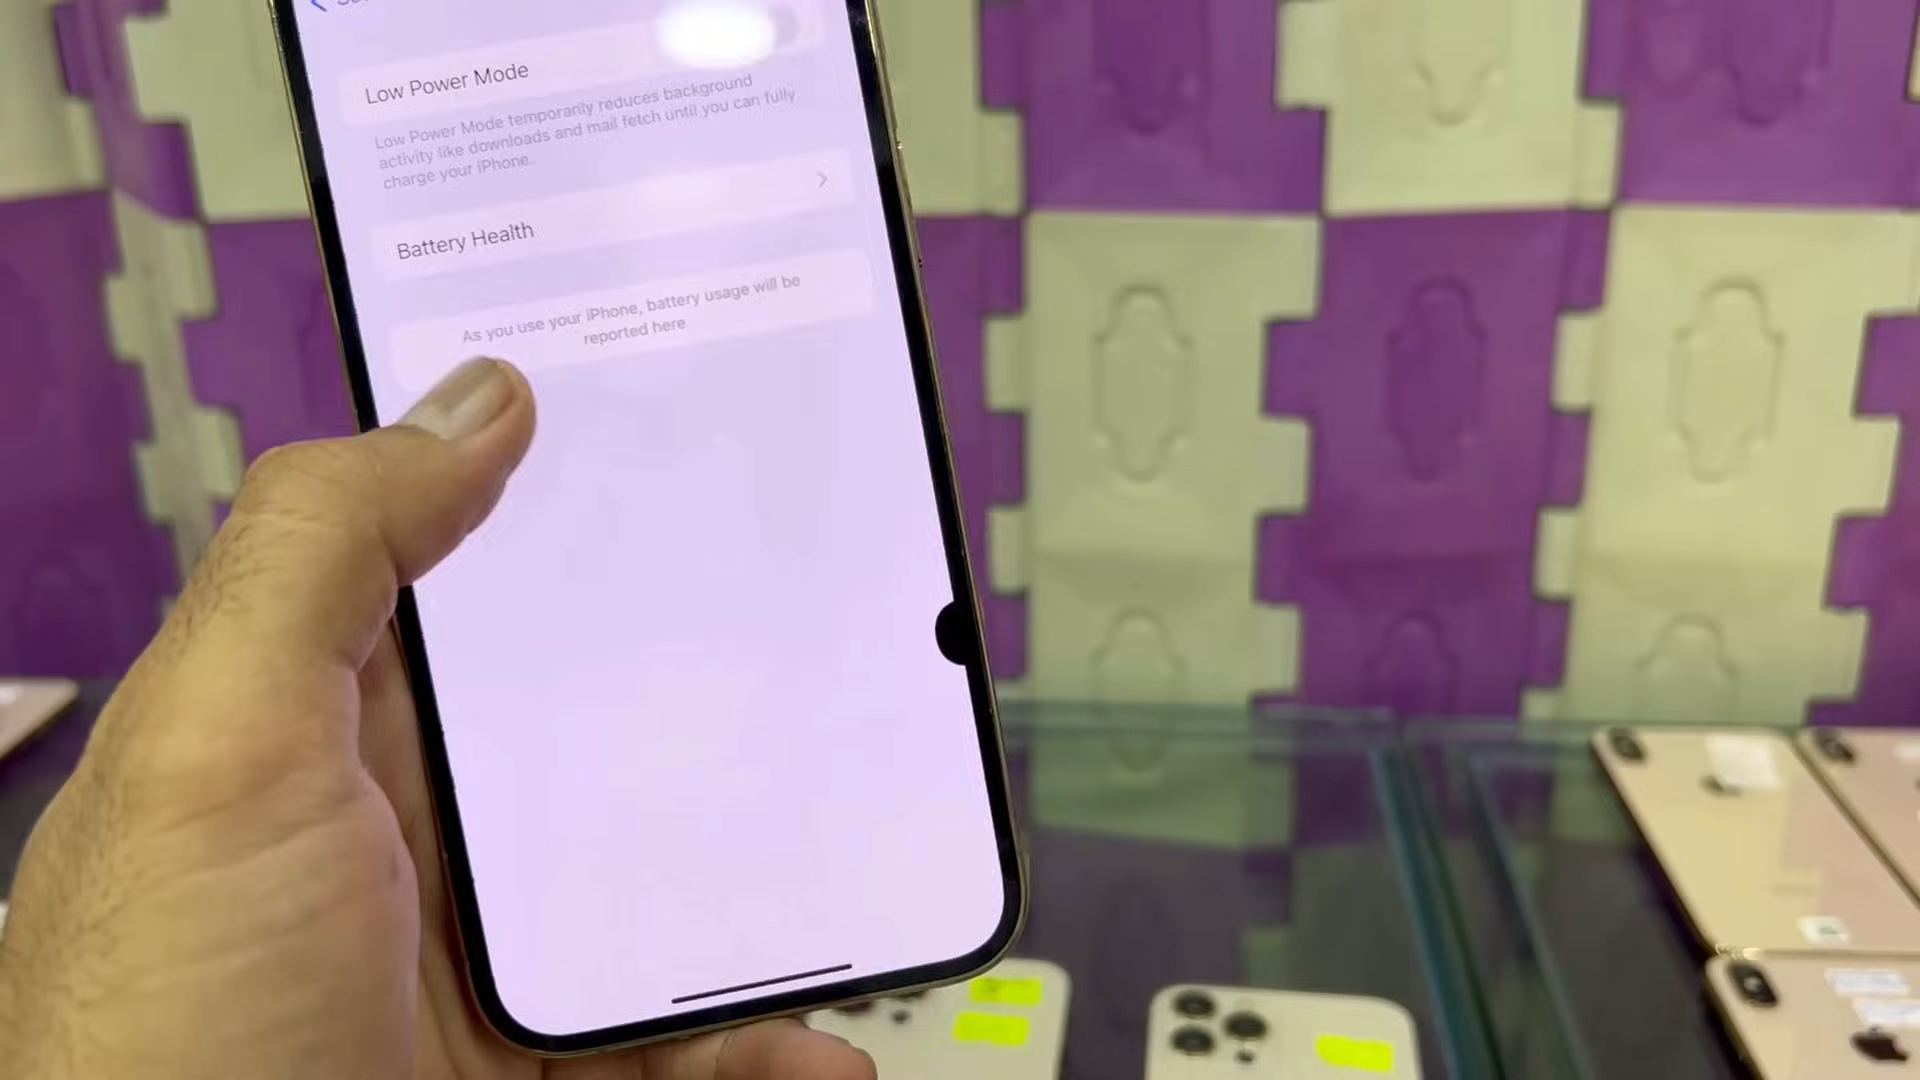 Low Power Mode
Low Power Mode temporarily reduces background
activity like downloads and mail fetch until you can fully
charge your iPhone.
Battery Health
As you use your iPhone, battery usage will be
reported here